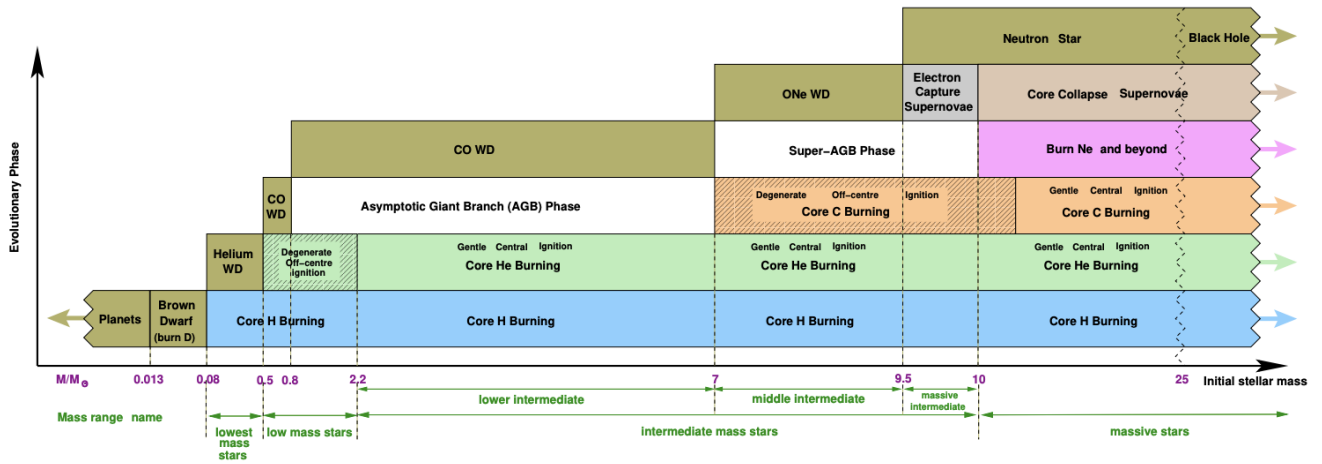 Neutron Star
Black Hole
ONe WD
Electron
Capture
Supernovae
Core Collapse Supernovae
CO WD
Super-AGB Phase
Burn Ne and beyond
CO
WD
Asymptotic Giant Branch (AGB) Phase
Degenerate Off-centre Ignition
Core C Burning
Gentle Central Ignition
Core C Burning
Helium
WD
Degenerate
Off-centre
Ignition
Gentle Central Ignition
Core He Burning
Gentle Central Ignition
Core He Burning
Gentle Central Ignition
Core He Burning
Planets
Brown
Dwarf
(burn D)
Core H Burning
Core H Burning
Core H Burning
Core H Burning
Evolutionary Phase
M/M⊙ 0.013 0.08 0.5 0.8 2.2 7 9.5 10 25 Initial stellar mass
Mass range name
lower intermediate
middle intermediate
massive
intermediate
lowest
mass
stars
low mass stars
intermediate mass stars
massive stars